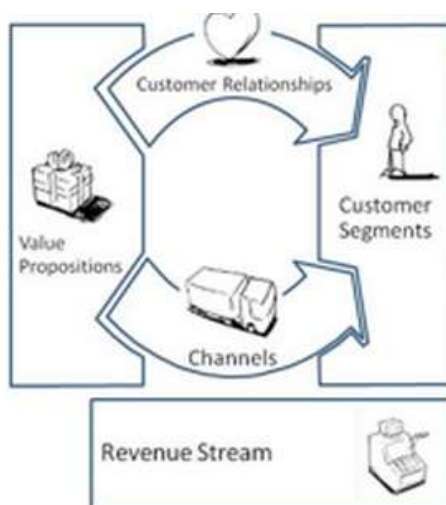 Customer Relationships
Value
Propositions
Customer
Segments
Channels
Revenue Stream